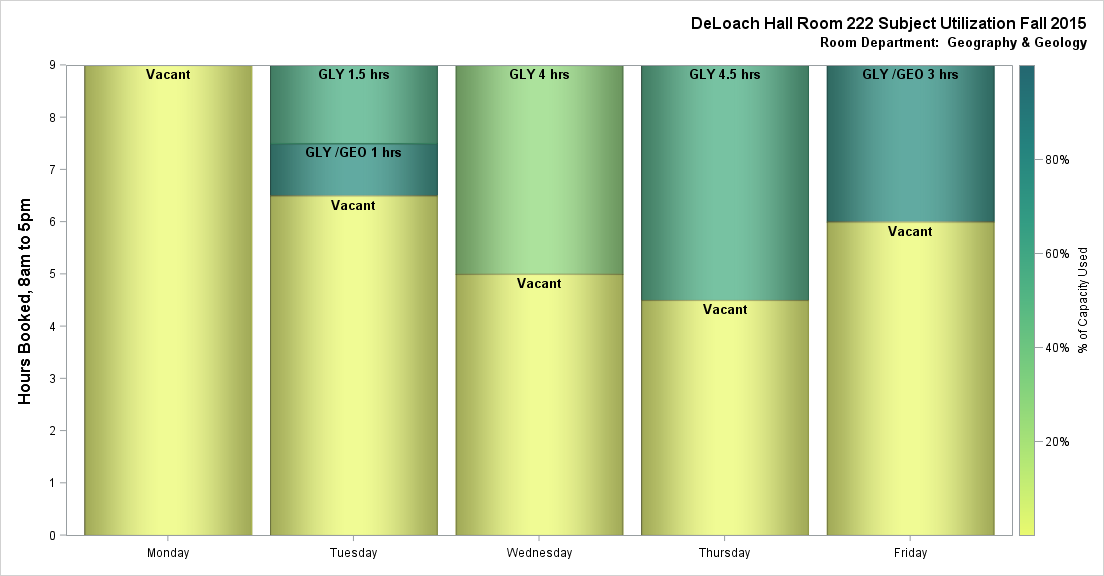 DeLoach Hall Room 222 Subject Utilization Fall 2015
Room Department:  Geography & Geology
Hours Booked, 8am to 5pm
9
8
7
6
5
4
3
2
1
0
Vacant
GLY 1.5 hrs
GLY /GEO 1 hrs
Vacant
GLY 4 hrs
Vacant
GLY 4.5 hrs
Vacant
GLY /GEO 3 hrs
Vacant
Monday
Tuesday
Wednesday
Thursday
Friday
80%
60%
40%
20%
% of Capacity Used